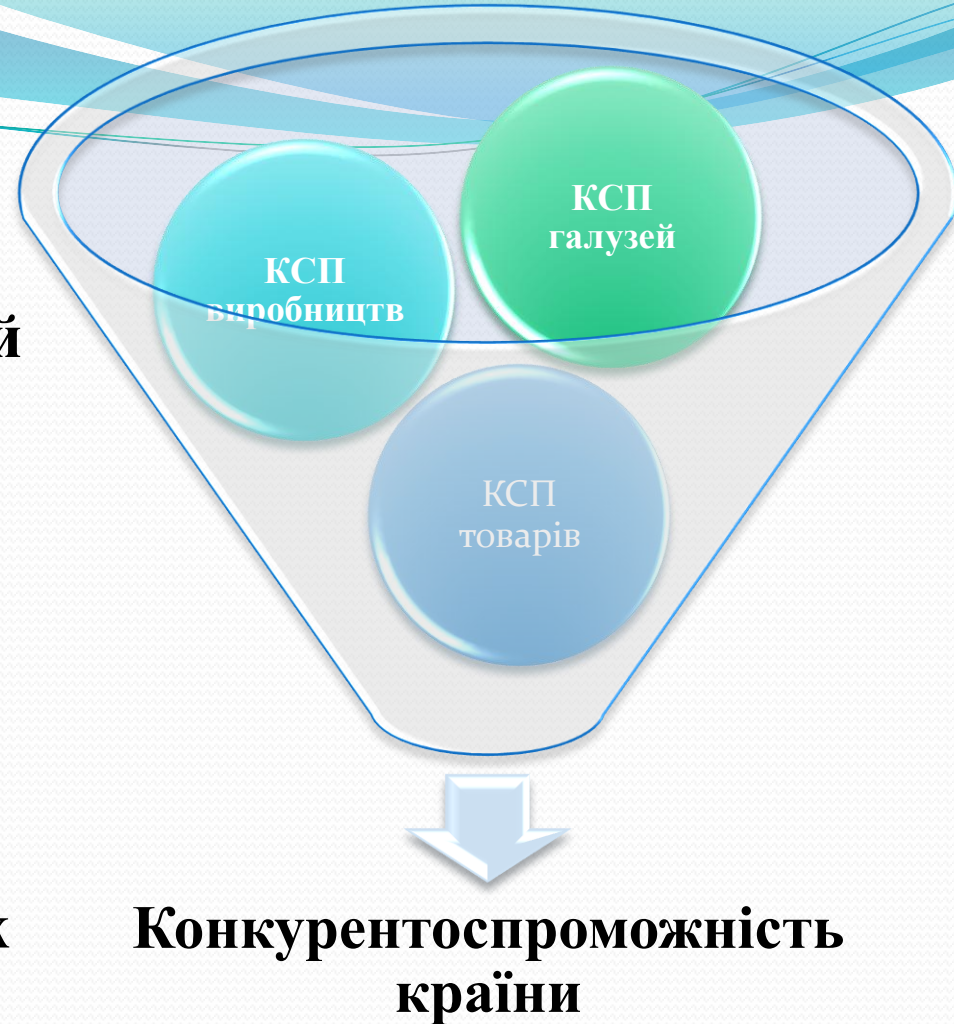 КСП
галузей
КСП
виробництв
й
КСП
товарів
Конкурентоспроможність
країни